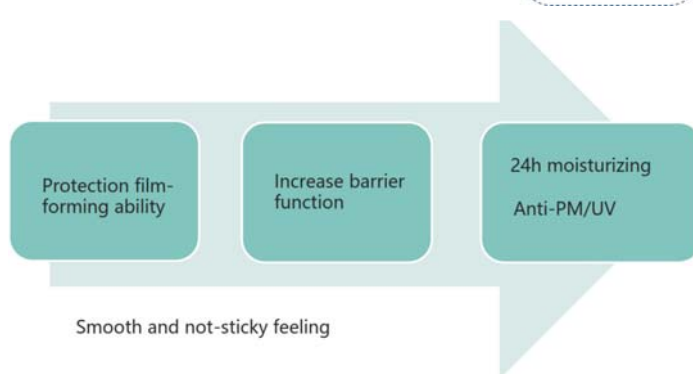 Protection film-
forming ability
Increase barrier
function
24h moisturizing
Anti-PM/UV
Smooth and not-sticky feeling